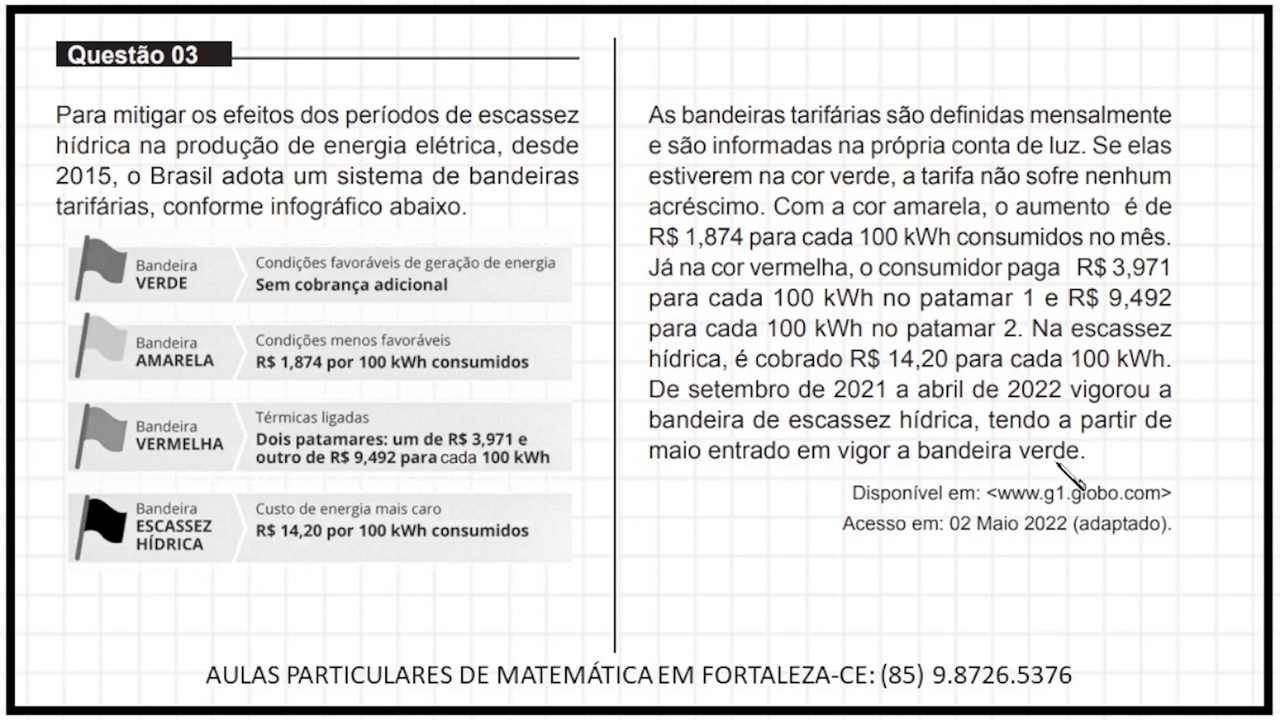 Questão 03
Para mitigar os efeitos dos períodos de escassez
hídrica na produção de energia elétrica, desde
2015, o Brasil adota um sistema de bandeiras
tarifárias, conforme infográfico abaixo.
Bandeira
VERDE
Condições favoráveis de geração de energia
Sem cobrança adicional
Bandeira
AMARELA
Condições menos favoráveis
R$ 1,874 por 100 kWh consumidos
Bandeira
VERMELHA
Térmicas ligadas
Dois patamares: um de R$ 3,971 e
outro de R$ 9,492 para cada 100 kWh
Bandeira
ESCASSEZ
HÍDRICA
Custo de energia mais caro
R$ 14,20 por 100 kWh consumidos
As bandeiras tarifárias são definidas mensalmente
e são informadas na própria conta de luz. Se elas
estiverem na cor verde, a tarifa não sofre nenhum
acréscimo. Com a cor amarela, o aumento é de
R$ 1,874 para cada 100 kWh consumidos no mês.
Já na cor vermelha, o consumidor paga R$ 3,971
para cada 100 kWh no patamar 1 e R$ 9,492
para cada 100 kWh no patamar 2. Na escassez
hídrica, é cobrado R$ 14,20 para cada 100 kWh.
De setembro de 2021 a abril de 2022 vigorou a
bandeira de escassez hídrica, tendo a partir de
maio entrado em vigor a bandeira verde.
Disponível em: <www.g1.globo.com>
Acesso em: 02 Maio 2022 (adaptado).
AULAS PARTICULARES DE MATEMÁTICA EM FORTALEZA-CE: (85) 9.8726.5376